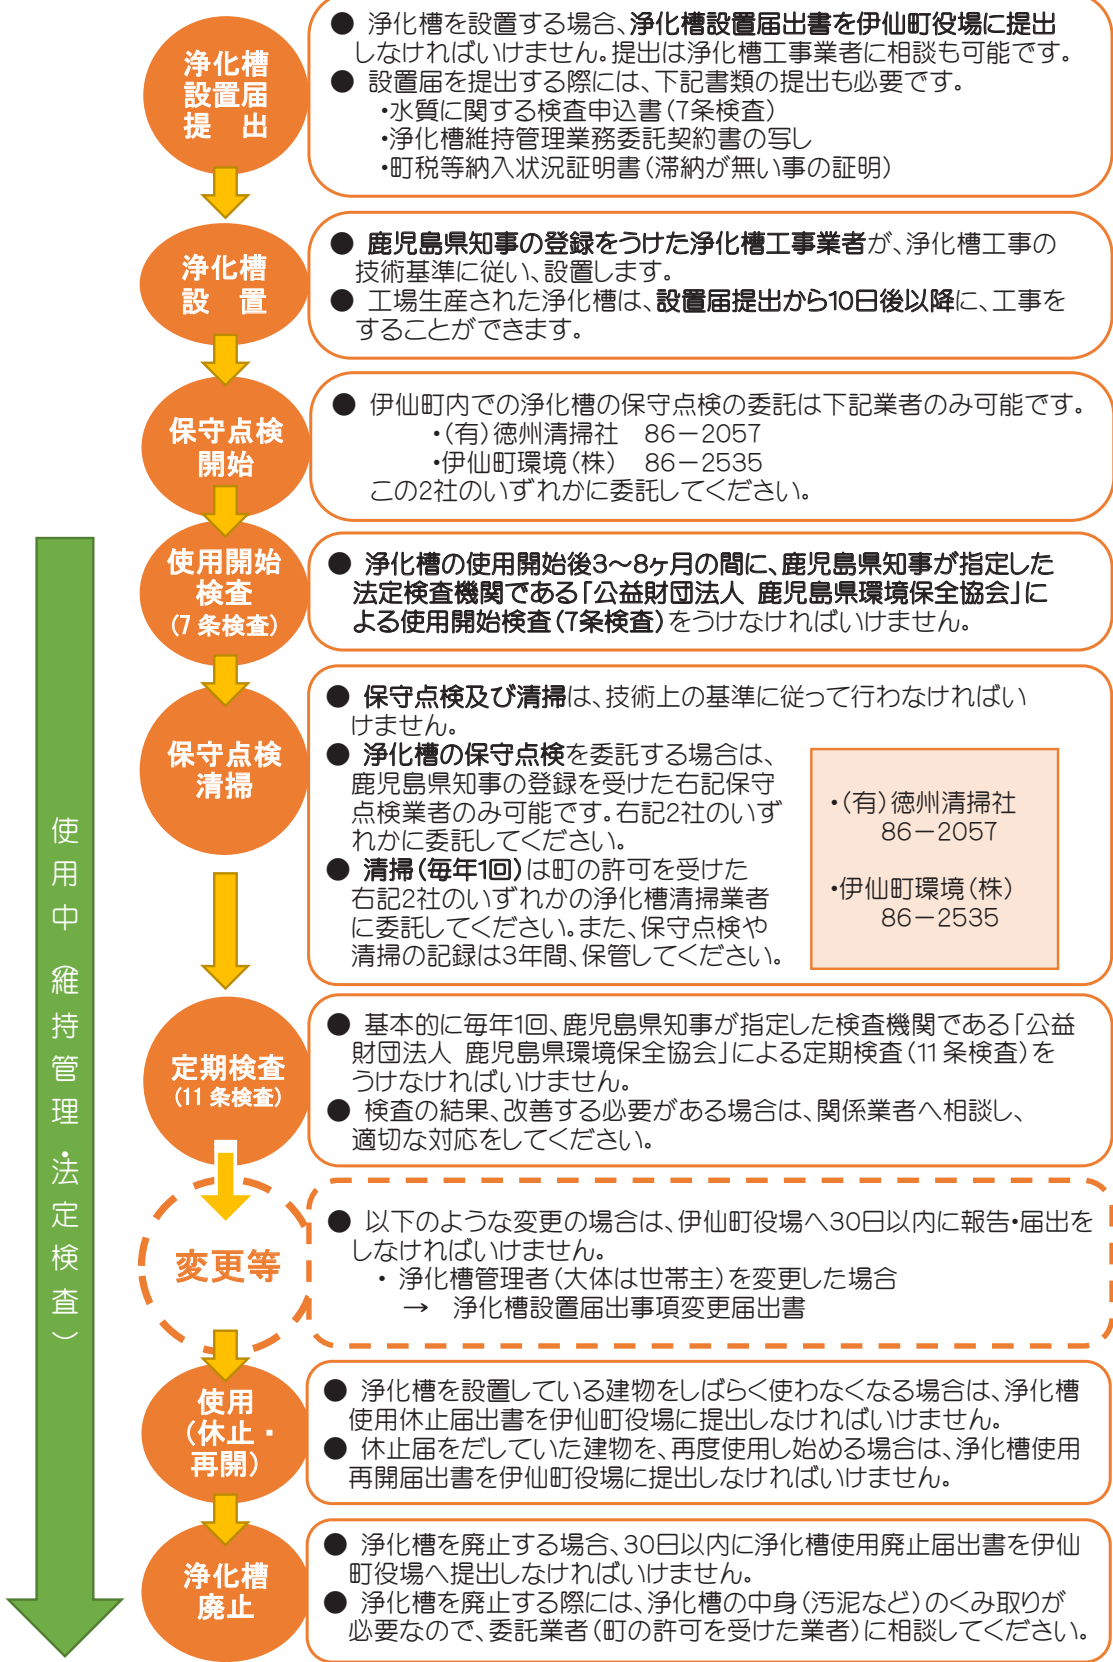 浄化槽
設置届
提　出
● 浄化槽を設置する場合、浄化槽設置届出書を伊仙町役場に提出
しなければいけません。提出は浄化槽工事業者に相談も可能です。
● 設置届を提出する際には、下記書類の提出も必要です。
・水質に関する検査申込書(7条検査)
・浄化槽維持管理業務委託契約書の写し
・町税等納入状況証明書(滞納が無い事の証明)
浄化槽
設　置
● 鹿児島県知事の登録をうけた浄化槽工事業者が、浄化槽工事の
技術基準に従い、設置します。
● 工場生産された浄化槽は、設置届提出から10日後以降に、工事を
することができます。
保守点検
開始
● 伊仙町内での浄化槽の保守点検の委託は下記業者のみ可能です。
・(有)徳州清掃社　86－2057
・伊仙町環境(株)　86－2535
この2社のいずれかに委託してください。
使用開始
検査
(7 条検査)
● 浄化槽の使用開始後3～8ヶ月の間に、鹿児島県知事が指定した
法定検査機関である「公益財団法人 鹿児島県環境保全協会」に
よる使用開始検査(7条検査)をうけなければいけません。
保守点検
清掃
● 保守点検及び清掃は、技術上の基準に従って行わなければい
けません。
● 浄化槽の保守点検を委託する場合は、
鹿児島県知事の登録を受けた右記保守
点検業者のみ可能です。右記2社のいず
れかに委託してください。
● 清掃(毎年1回)は町の許可を受けた
右記2社のいずれかの浄化槽清掃業者
に委託してください。また、保守点検や
清掃の記録は3年間、保管してください。
・(有)徳州清掃社
86－2057
・伊仙町環境(株)
86－2535
定期検査
(11 条検査)
● 基本的に毎年1回、鹿児島県知事が指定した検査機関である「公益
財団法人 鹿児島県環境保全協会」による定期検査(11 条検査)を
うけなければいけません。
● 検査の結果、改善する必要がある場合は、関係業者へ相談し、
適切な対応をしてください。
変更等
● 以下のような変更の場合は、伊仙町役場へ30日以内に報告・届出を
しなければいけません。
・ 浄化槽管理者(大体は世帯主)を変更した場合
→　浄化槽設置届出事項変更届出書
使用
(休止・
再開)
● 浄化槽を設置している建物をしばらく使わなくなる場合は、浄化槽
使用休止届出書を伊仙町役場に提出しなければいけません。
● 休止届をだしていた建物を、再度使用し始める場合は、浄化槽使用
再開届出書を伊仙町役場に提出しなければいけません。
浄化槽
廃止
● 浄化槽を廃止する場合、30日以内に浄化槽使用廃止届出書を伊仙
町役場へ提出しなければいけません。
● 浄化槽を廃止する際には、浄化槽の中身(汚泥など)のくみ取りが
必要なので、委託業者(町の許可を受けた業者)に相談してください。
使用中(維持管理・法定検査)